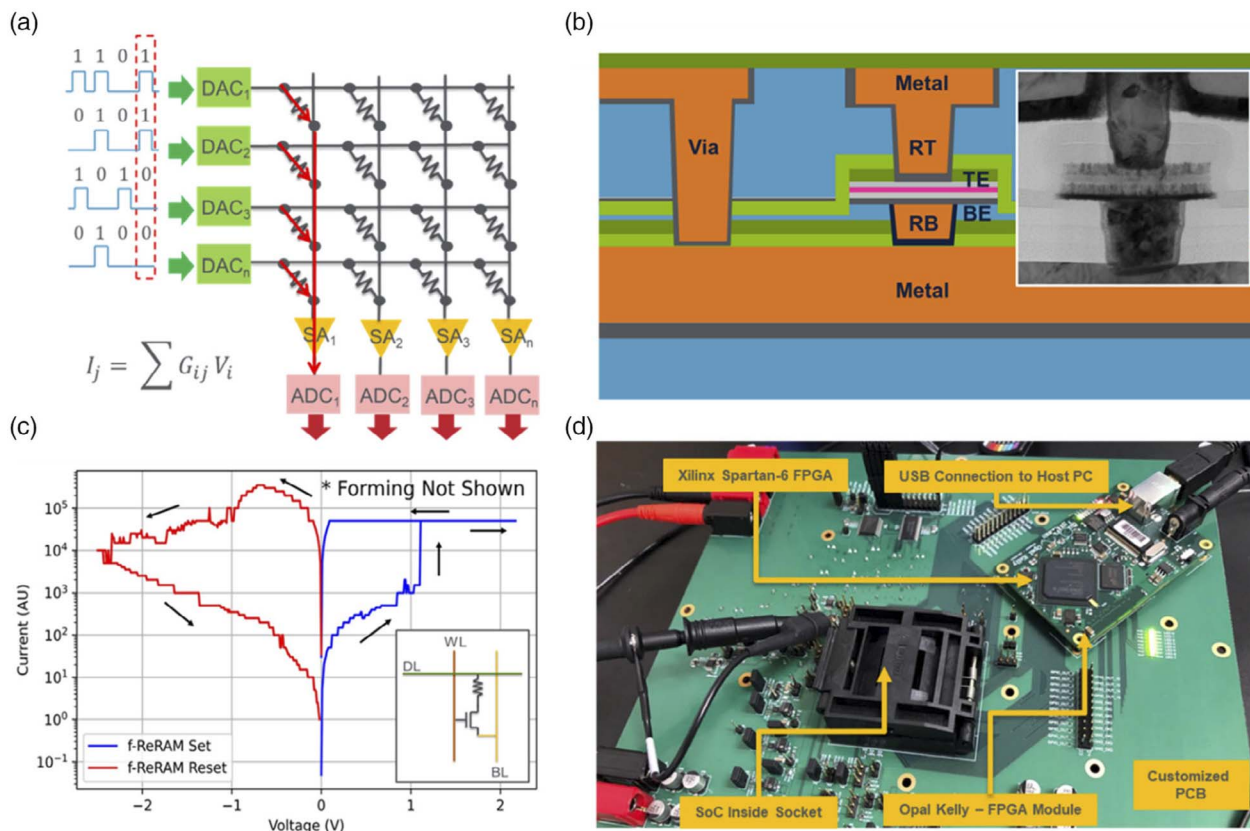 (a)
1 1 0 1
DAC1
0 1 0 1
DAC2
1 0 1 0
DAC3
0 1 0 0
DACn
SA1
SA2
SA3
SAn
I_j = ∑ G_ij V_i
ADC1
ADC2
ADC3
ADCn
(b)
Metal
Via
RT
TE
BE
RB
Metal
(c)
* Forming Not Shown
10^5
10^4
10^3
10^2
10^1
10^0
10^−1
Current (AU)
WL
DL
BL
f-ReRAM Set
f-ReRAM Reset
−2
−1
0
1
2
Voltage (V)
(d)
Xilinx Spartan-6 FPGA
USB Connection to Host PC
SoC Inside Socket
Opal Kelly – FPGA Module
Customized
PCB